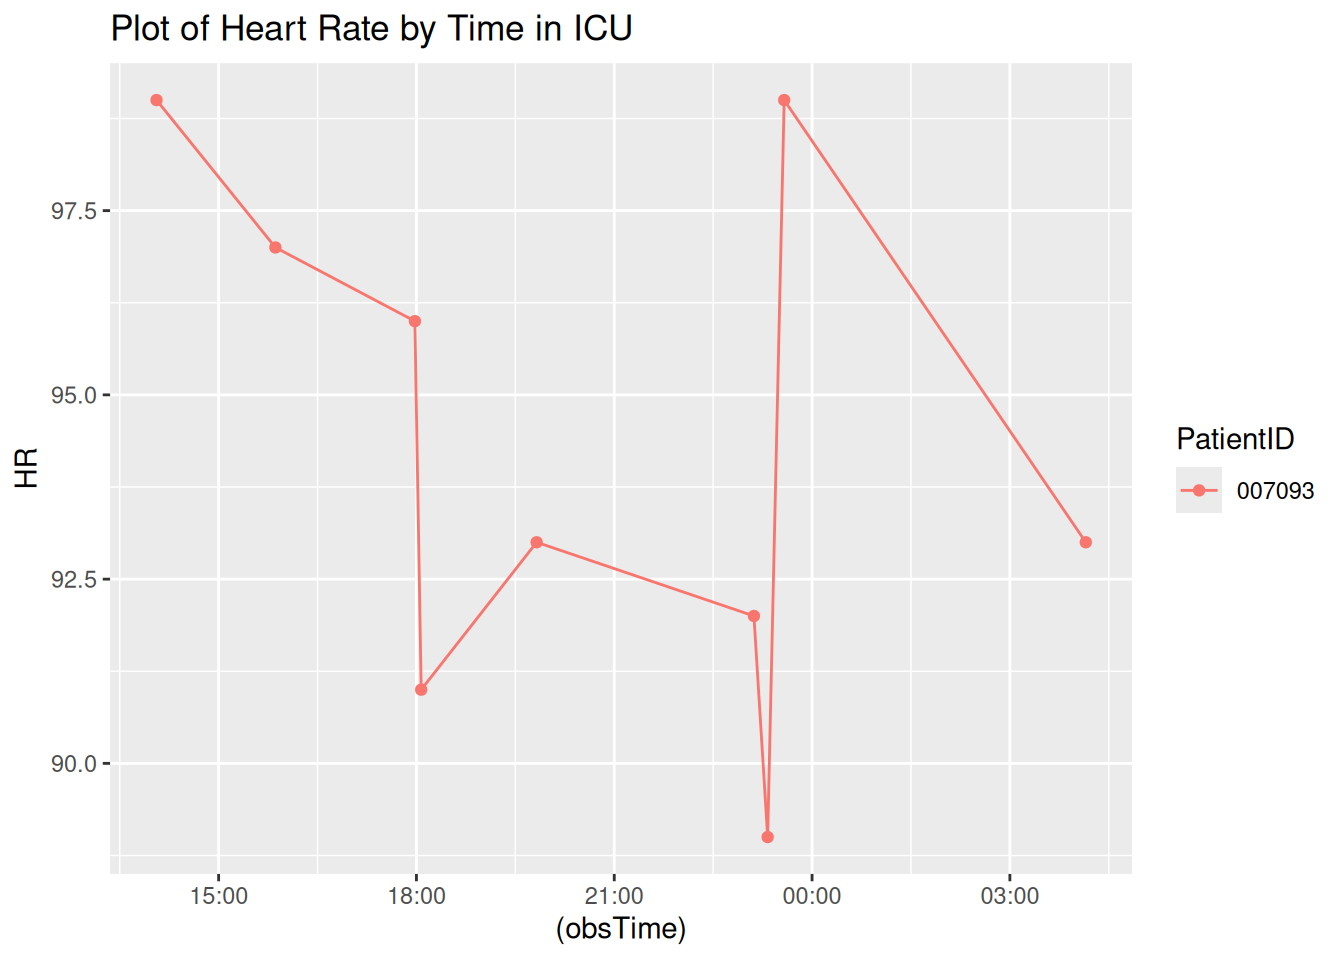 Plot of Heart Rate by Time in ICU
HR
97.5
95.0
92.5
90.0
15:00 18:00 21:00 00:00 03:00
(obsTime)
PatientID
007093